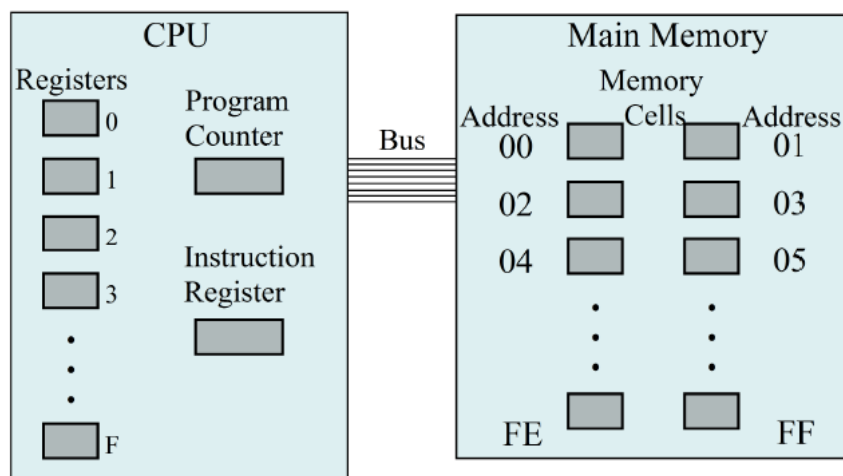 CPU
Registers
0
1
2
3
F
Program
Counter
Instruction
Register
Bus
Main Memory
Memory
Cells
Address
Address
00
01
02
03
04
05
FE
FF